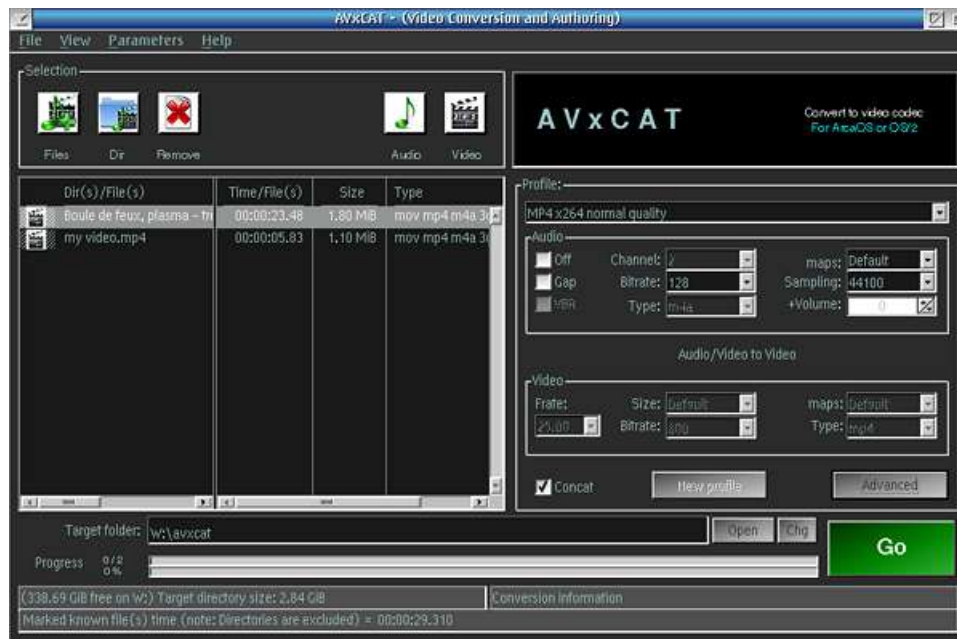 AVxCAT - (Video Conversion and Authoring)
File View Parameters Help
Selection
Files Dir Remove Audio Video
AVxCAT
Convert to video codec
For ArcaOS or OS/2
Dir(s)/File(s) Time/File(s) Size Type
Boule de feux, plasma - tr 00:00:23.48 1.80 MiB mov mp4 m4a 3
my video.mp4 00:00:05.83 1.10 MiB mov mp4 m4a 3
Profile:
MP4 x264 normal quality
Audio
Off Channel: 2 maps: Default
Gap Bitrate: 128 Sampling: 44100
VBR Type: m4a +Volume: 0
Audio/Video to Video
Video
Frate: Size: Default maps: Default
25.00 Bitrate: 800 Type: mp4
Concat New profile Advanced
Target folder: W:\avxcat Open Chg
Go
Progress 0/2
0 %
(338.69 GiB free on W:) Target directory size: 2.84 GiB Conversion information
Marked known file(s) time (note: Directories are excluded) = 00:00:29.310